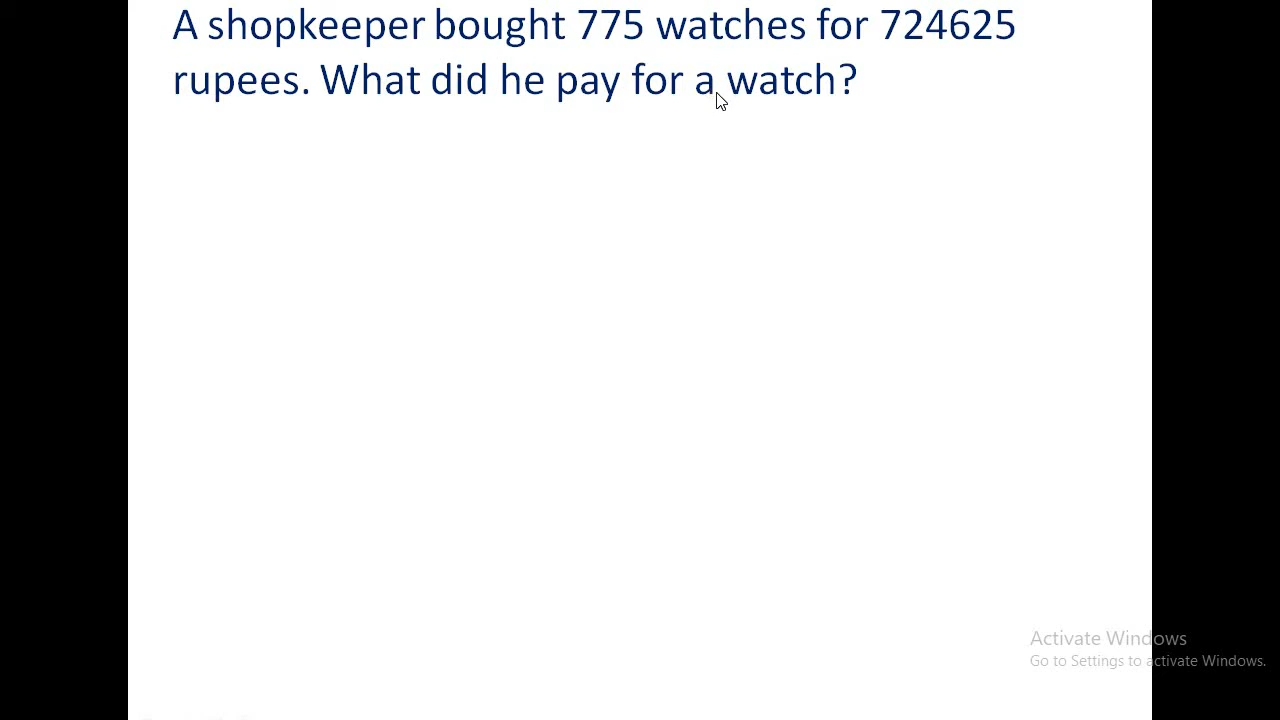 A shopkeeper bought 775 watches for 724625
rupees. What did he pay for a watch?
Activate Windows
Go to Settings to activate Windows.